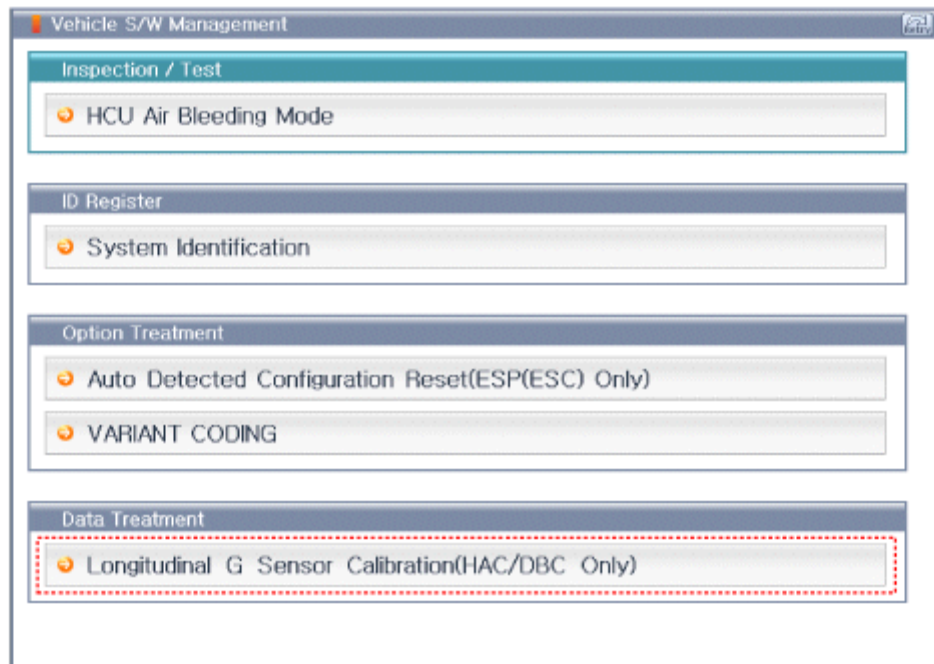 Vehicle S/W Management
Inspection / Test
HCU Air Bleeding Mode
ID Register
System Identification
Option Treatment
Auto Detected Configuration Reset(ESP(ESC) Only)
VARIANT CODING
Data Treatment
Longitudinal G Sensor Calibration(HAC/DBC Only)